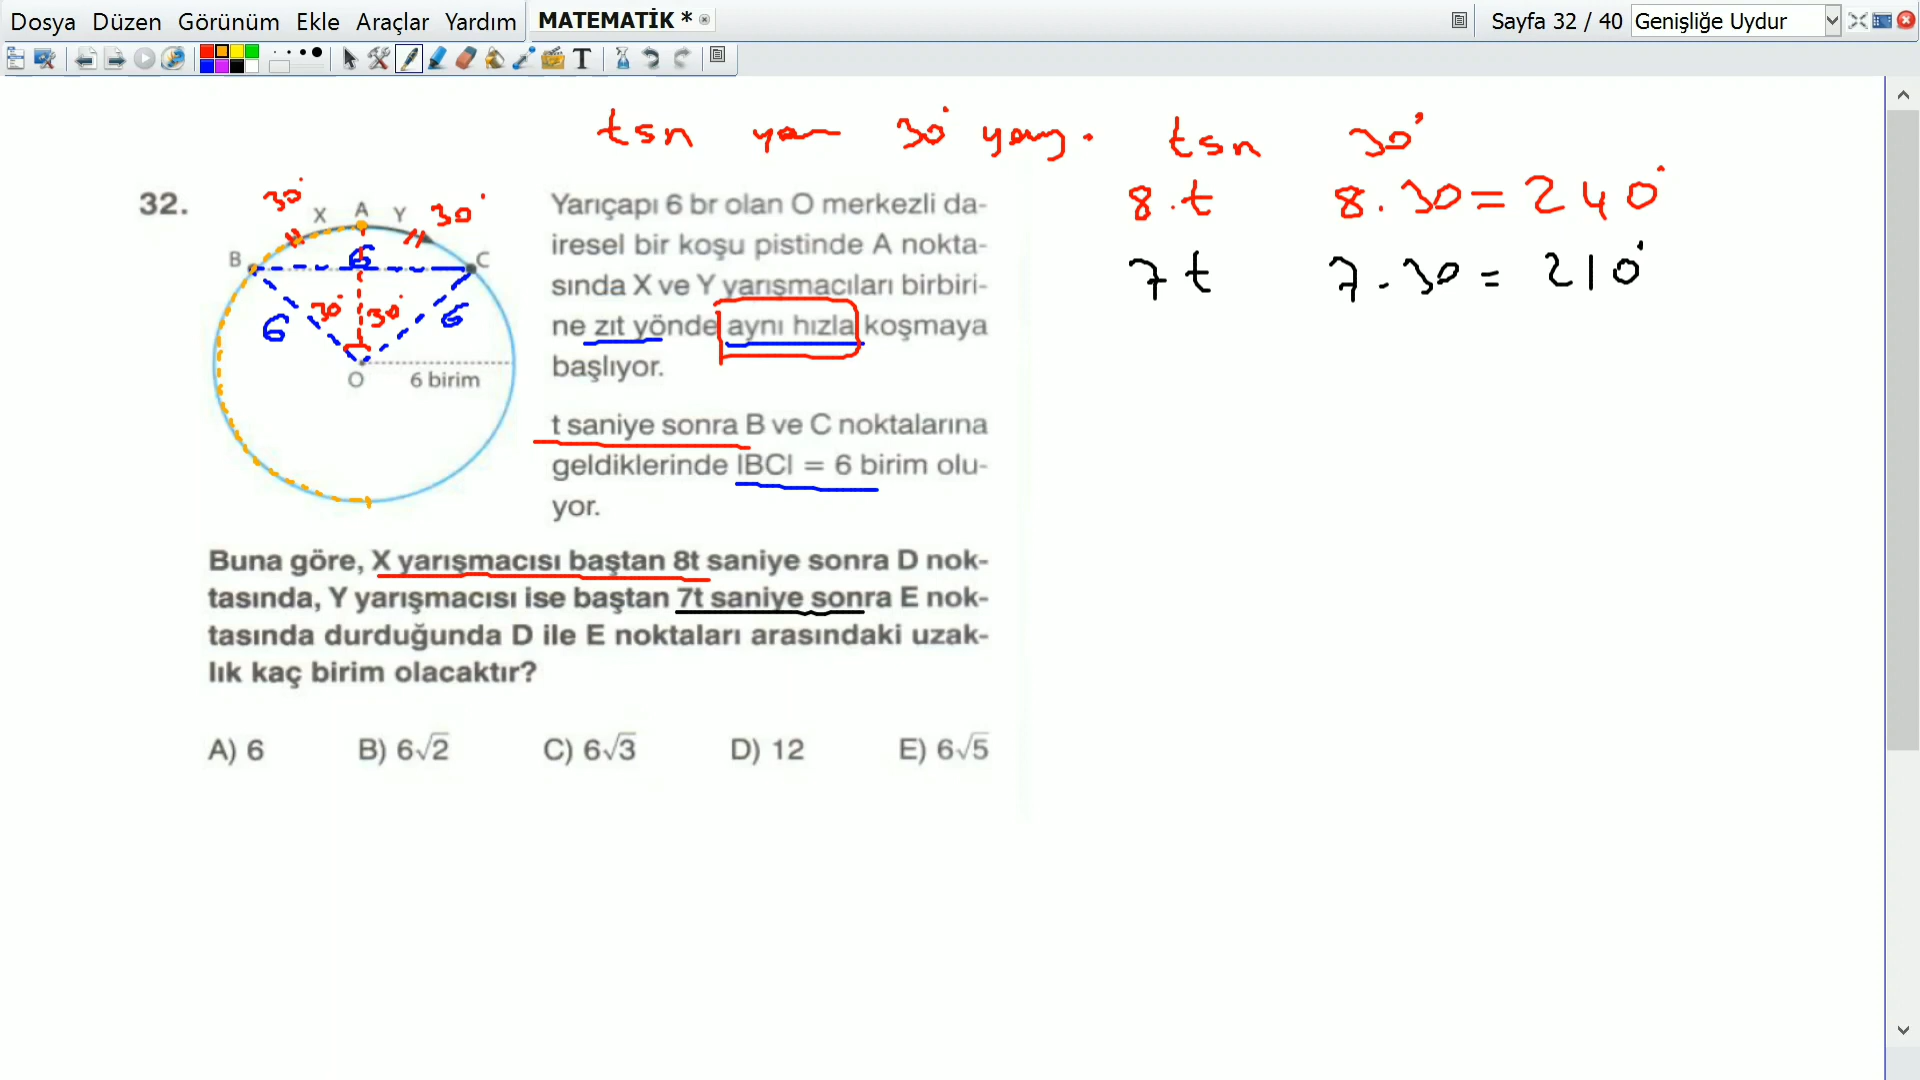 Dosya Düzen Görünüm Ekle Araçlar Yardım MATEMATİK * Sayfa 32 / 40 Genişliğe Uydur
T
tsn 30° tsn 30°
8.t 8.30=240°
7t 7.30=210°
32.
30° X A Y 30°
B 6 C
6 30° 30° 6
O 6 birim
Yarıçapı 6 br olan O merkezli da-
iresel bir koşu pistinde A nokta-
sında X ve Y yarışmacıları birbiri-
ne zıt yönde aynı hızla koşmaya
başlıyor.
t saniye sonra B ve C noktalarına
geldiklerinde |BC| = 6 birim olu-
yor.
Buna göre, X yarışmacısı baştan 8t saniye sonra D nok-
tasında, Y yarışmacısı ise baştan 7t saniye sonra E nok-
tasında durduğunda D ile E noktaları arasındaki uzak-
lık kaç birim olacaktır?
A) 6 B) 6√2 C) 6√3 D) 12 E) 6√5